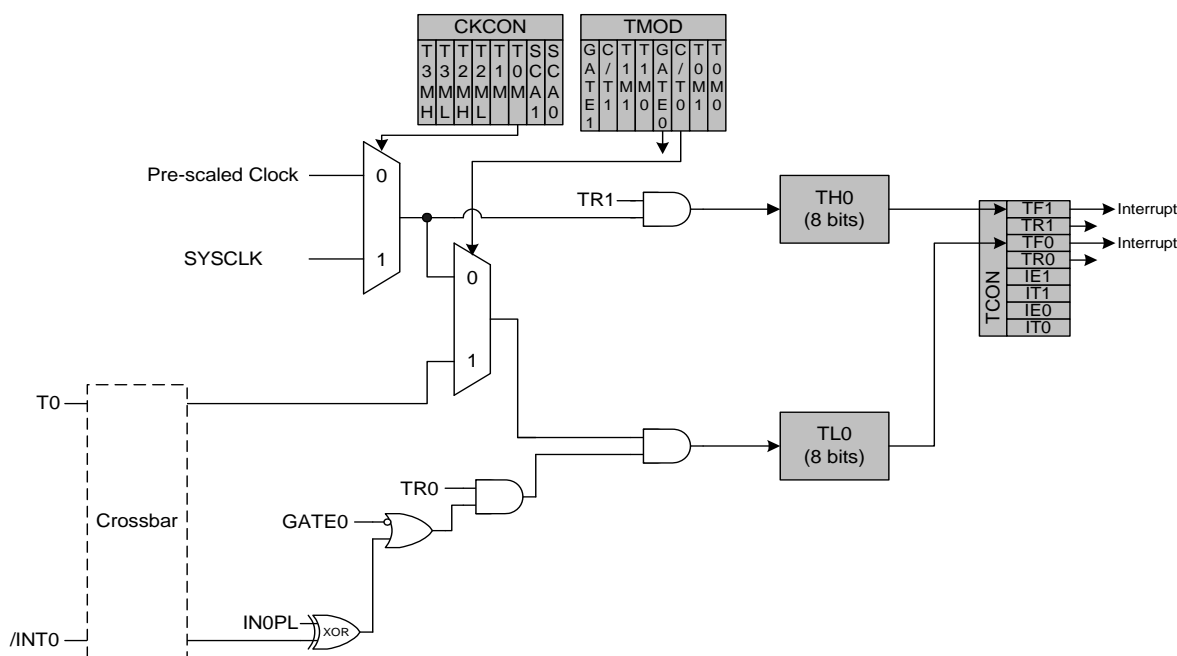 CKCON
T3MH
T3ML
T2MH
T2ML
T1M
T0M
SCA1
SCA0
TMOD
GATE1
C/T1
T1M1
T1M0
GATE0
C/T0
T0M1
T0M0
Pre-scaled Clock
0
SYSCLK
1
TR1
TH0
(8 bits)
TCON
TF1
TR1
TF0
TR0
IE1
IT1
IE0
IT0
Interrupt
Interrupt
0
1
T0
Crossbar
/INT0
TL0
(8 bits)
TR0
GATE0
IN0PL
XOR